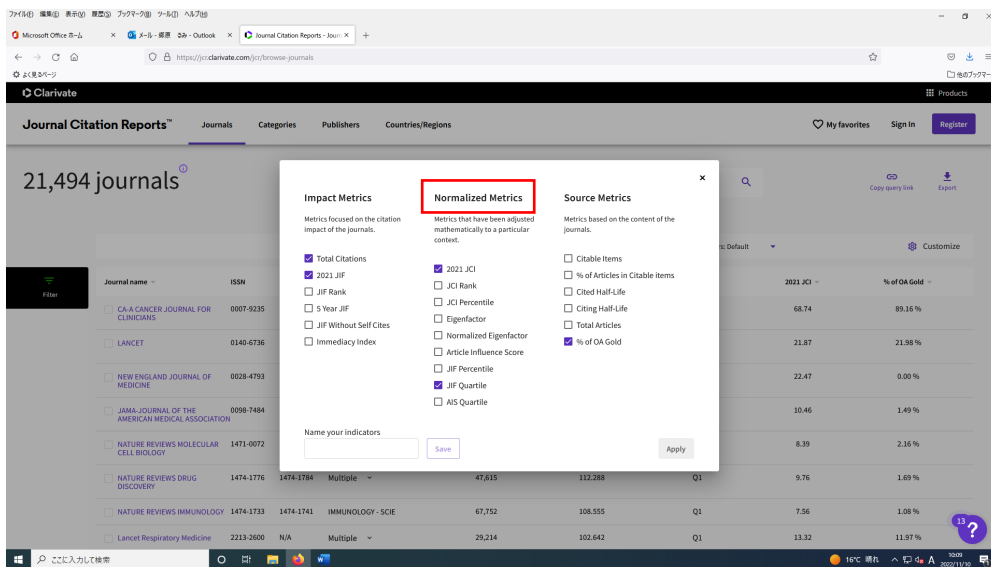 ファイル(F) 編集(E) 表示(V) 履歴(S) ブックマーク(B) ツール(T) ヘルプ(H)
Microsoft Office ホーム
メール - 郷原 きみ - Outlook
Journal Citation Reports - Journ
https://jcr.clarivate.com/jcr/browse-journals
よく見るページ
他のブックマー
Clarivate
Products
Journal Citation Reports™
Journals
Categories
Publishers
Countries/Regions
My favorites
Sign In
Register
21,494 journals
Copy query link
Export
s: Default
Customize
Filter
Impact Metrics
Metrics focused on the citation
impact of the journals.
Total Citations
2021 JIF
JIF Rank
5 Year JIF
JIF Without Self Cites
Immediacy Index
Normalized Metrics
Metrics that have been adjusted
mathematically to a particular
context.
2021 JCI
JCI Rank
JCI Percentile
Eigenfactor
Normalized Eigenfactor
Article Influence Score
JIF Percentile
JIF Quartile
AIS Quartile
Source Metrics
Metrics based on the content of the
journals.
Citable Items
% of Articles in Citable items
Cited Half-Life
Citing Half-Life
Total Articles
% of OA Gold
Name your indicators
Save
Apply
Journal name ISSN 2021 JCI % of OA Gold
CA-A CANCER JOURNAL FOR
CLINICIANS 0007-9235 68.74 89.16 %
LANCET 0140-6736 21.87 21.98 %
NEW ENGLAND JOURNAL OF
MEDICINE 0028-4793 22.47 0.00 %
JAMA-JOURNAL OF THE
AMERICAN MEDICAL ASSOCIATION 0098-7484 10.46 1.49 %
NATURE REVIEWS MOLECULAR
CELL BIOLOGY 1471-0072 8.39 2.16 %
NATURE REVIEWS DRUG
DISCOVERY 1474-1776 1474-1784 Multiple 47,615 112.288 Q1 9.76 1.69 %
NATURE REVIEWS IMMUNOLOGY 1474-1733 1474-1741 IMMUNOLOGY - SCIE 67,752 108.555 Q1 7.56 1.08 %
Lancet Respiratory Medicine 2213-2600 N/A Multiple 29,214 102.642 Q1 13.32 11.97 %
13
?
ここに入力して検索
16°C 晴れ
A
10:09
2022/11/10